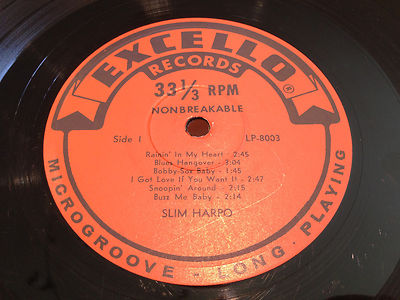 EXCELLO ®
RECORDS
33 1/3 RPM
NONBREAKABLE
Side 1 LP-8003
Rainin' In My Heart - 2:45
Blues Hangover - 3:04
Bobby-Sox Baby - 1:45
I Got Love If You Want It - 2:47
Snoopin' Around - 2:15
Buzz Me Baby - 2:14
SLIM HARPO
MICROGROOVE - LONG PLAYING